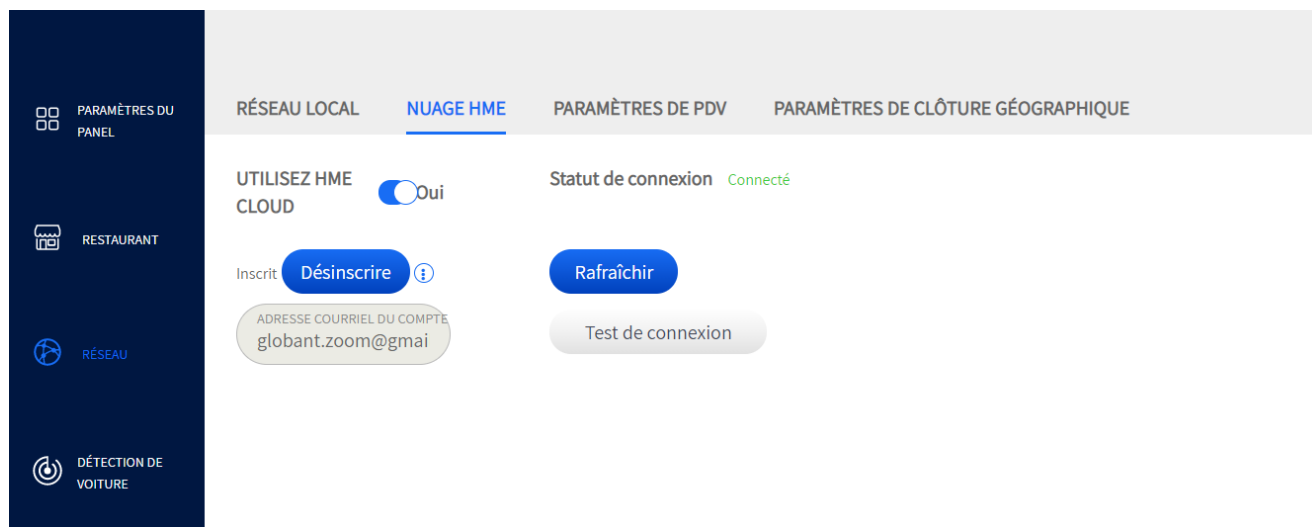 PARAMÈTRES DU
PANEL
RESTAURANT
RÉSEAU
DÉTECTION DE
VOITURE
RÉSEAU LOCAL
NUAGE HME
PARAMÈTRES DE PDV
PARAMÈTRES DE CLÔTURE GÉOGRAPHIQUE
UTILISEZ HME
CLOUD
Oui
Statut de connexion Connecté
Inscrit
Désinscrire
Rafraîchir
ADRESSE COURRIEL DU COMPTE
globant.zoom@gmai
Test de connexion